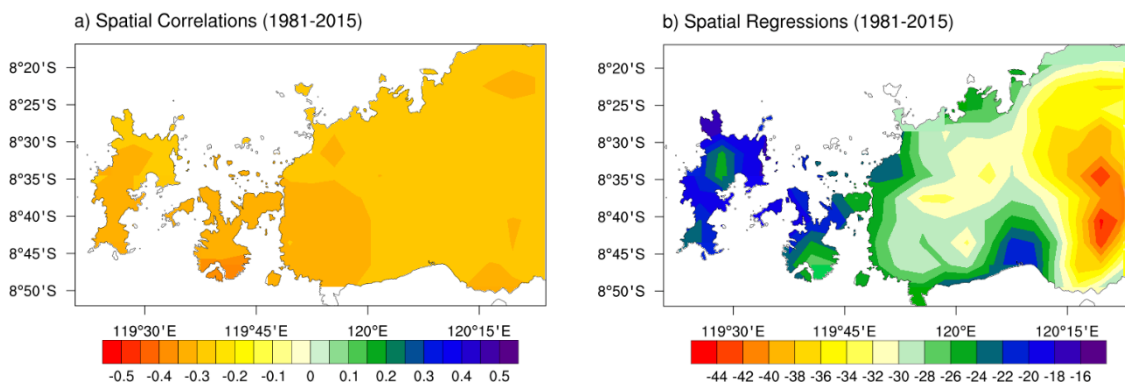 a) Spatial Correlations (1981-2015)
8°20'S
8°25'S
8°30'S
8°35'S
8°40'S
8°45'S
8°50'S
119°30'E 119°45'E 120°E 120°15'E
-0.5 -0.4 -0.3 -0.2 -0.1 0 0.1 0.2 0.3 0.4 0.5
b) Spatial Regressions (1981-2015)
8°20'S
8°25'S
8°30'S
8°35'S
8°40'S
8°45'S
8°50'S
119°30'E 119°45'E 120°E 120°15'E
-44 -42 -40 -38 -36 -34 -32 -30 -28 -26 -24 -22 -20 -18 -16